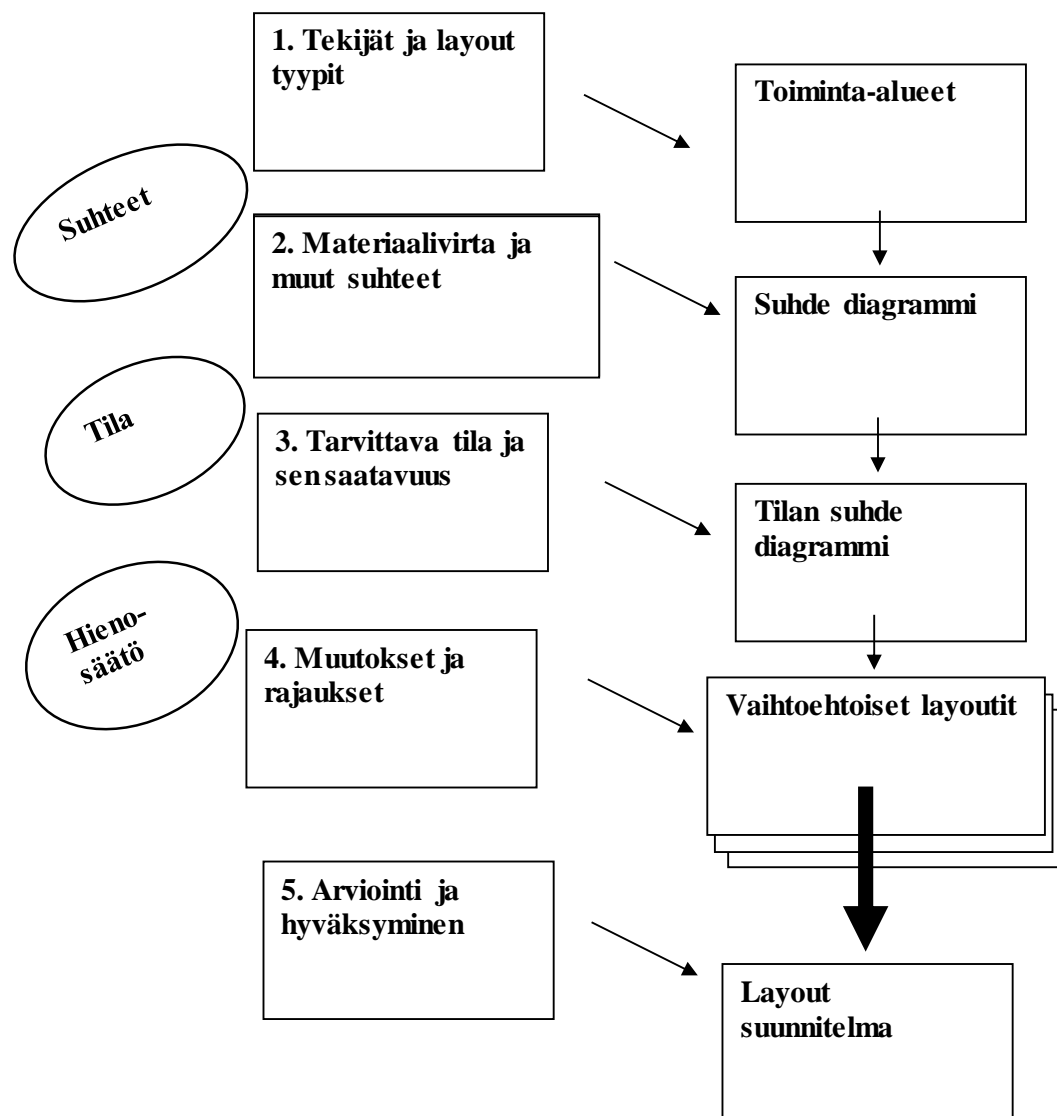 1. Tekijät ja layout
tyypit
Toiminta-alueet
Suhteet
2. Materiaalivirta ja
muut suhteet
Suhde diagrammi
Tila
3. Tarvittava tila ja
sen saatavuus
Tilan suhde
diagrammi
Hieno-
säätö
4. Muutokset ja
rajaukset
Vaihtoehtoiset layoutit
5. Arviointi ja
hyväksyminen
Layout
suunnitelma